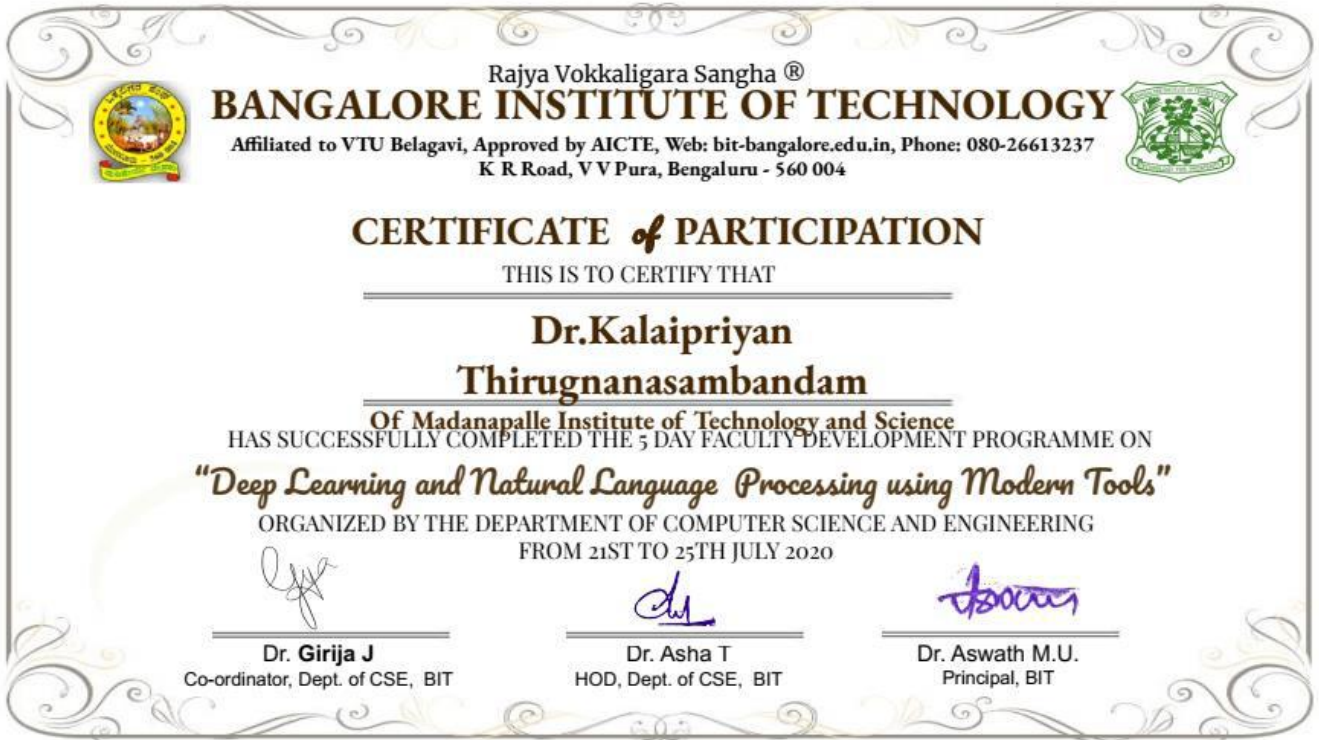 Rajya Vokkaligara Sangha ®
BANGALORE INSTITUTE OF TECHNOLOGY
Affiliated to VTU Belagavi, Approved by AICTE, Web: bit-bangalore.edu.in, Phone: 080-26613237
K R Road, V V Pura, Bengaluru - 560 004
CERTIFICATE of PARTICIPATION
THIS IS TO CERTIFY THAT
Dr.Kalaipriyan
Thirugnanasambandam
Of Madanapalle Institute of Technology and Science
HAS SUCCESSFULLY COMPLETED THE 5 DAY FACULTY DEVELOPMENT PROGRAMME ON
“Deep Learning and Natural Language Processing using Modern Tools”
ORGANIZED BY THE DEPARTMENT OF COMPUTER SCIENCE AND ENGINEERING
FROM 21ST TO 25TH JULY 2020
Dr. Girija J
Co-ordinator, Dept. of CSE, BIT
Dr. Asha T
HOD, Dept. of CSE, BIT
Dr. Aswath M.U.
Principal, BIT